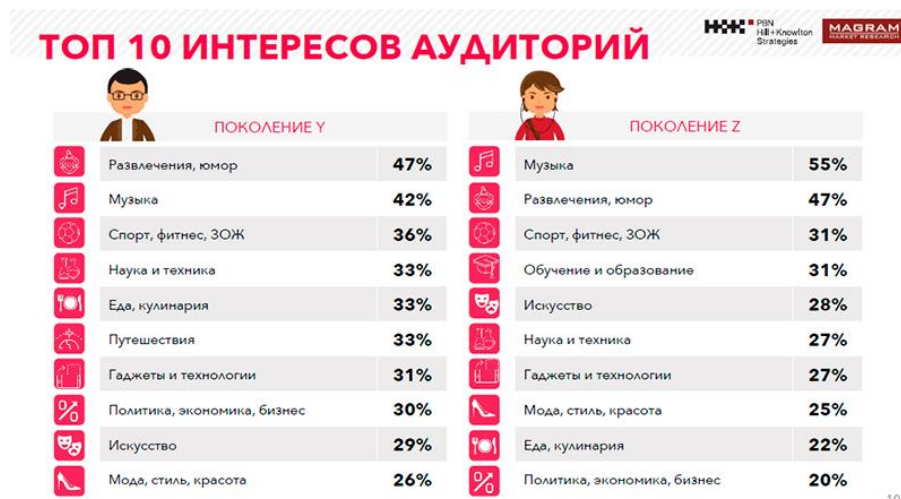 ТОП 10 ИНТЕРЕСОВ АУДИТОРИЙ
PBN
Hill+Knowlton
Strategies
MAGRAM
MARKET RESEARCH
ПОКОЛЕНИЕ Y
Развлечения, юмор 47%
Музыка 42%
Спорт, фитнес, ЗОЖ 36%
Наука и техника 33%
Еда, кулинария 33%
Путешествия 33%
Гаджеты и технологии 31%
Политика, экономика, бизнес 30%
Искусство 29%
Мода, стиль, красота 26%
ПОКОЛЕНИЕ Z
Музыка 55%
Развлечения, юмор 47%
Спорт, фитнес, ЗОЖ 31%
Обучение и образование 31%
Искусство 28%
Наука и техника 27%
Гаджеты и технологии 27%
Мода, стиль, красота 25%
Еда, кулинария 22%
Политика, экономика, бизнес 20%